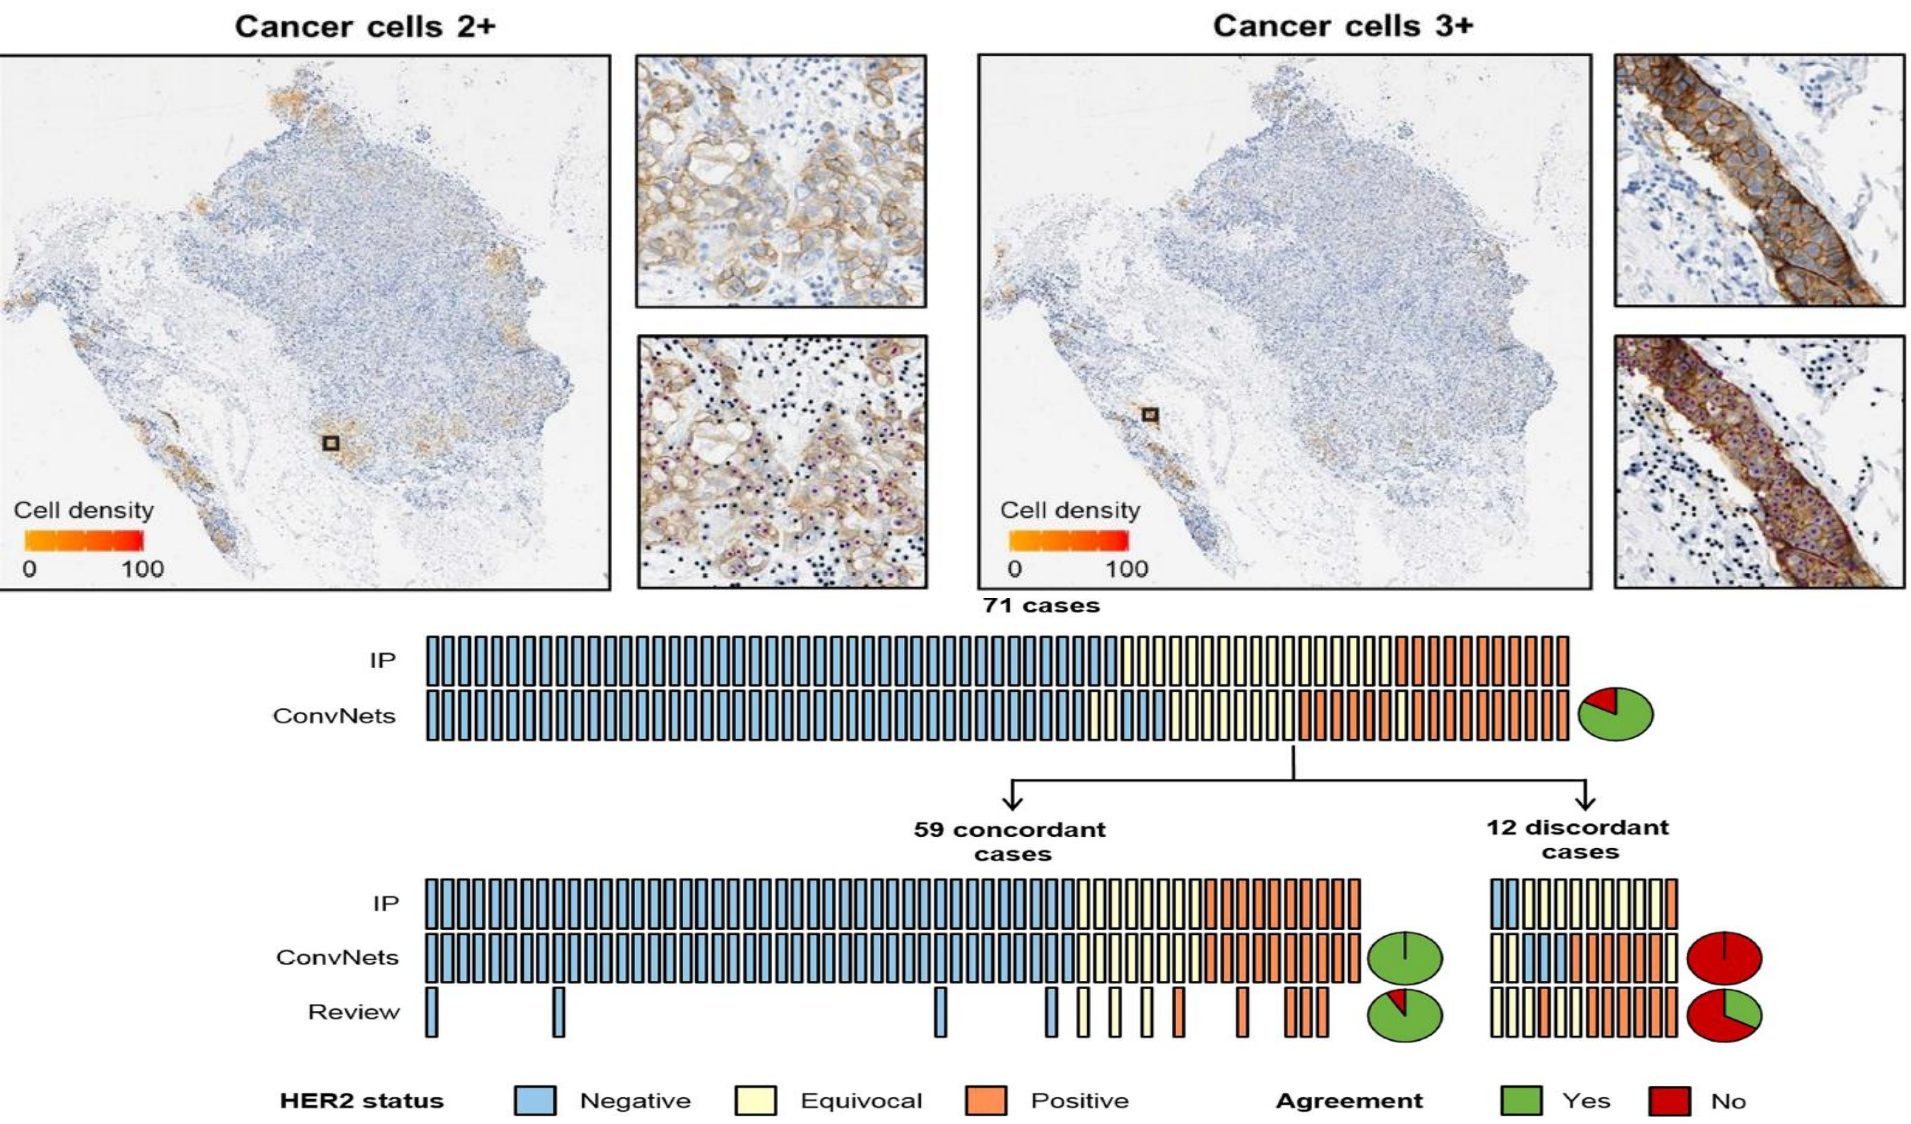 Cancer cells 2+
Cancer cells 3+
Cell density
0 100
Cell density
0 100
71 cases
IP
ConvNets
59 concordant
cases
12 discordant
cases
IP
ConvNets
Review
HER2 status Negative Equivocal Positive Agreement Yes No